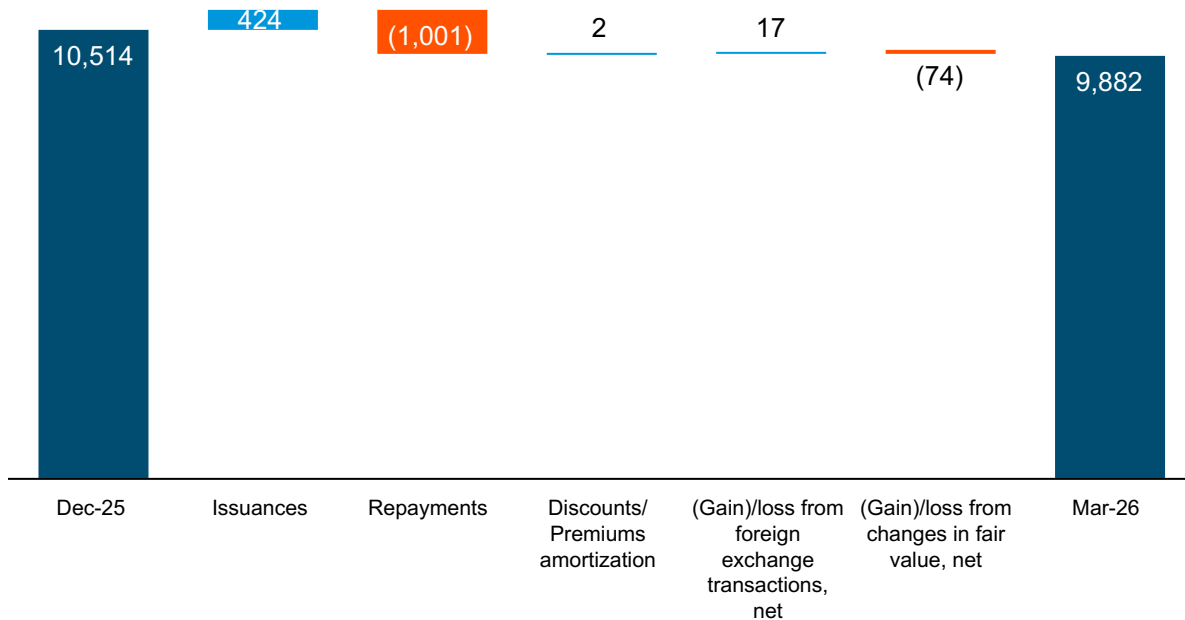 10,514
424
(1,001)
2
17
(74)
9,882
Dec-25
Issuances
Repayments
Discounts/
Premiums
amortization
(Gain)/loss from
foreign
exchange
transactions,
net
(Gain)/loss from
changes in fair
value, net
Mar-26